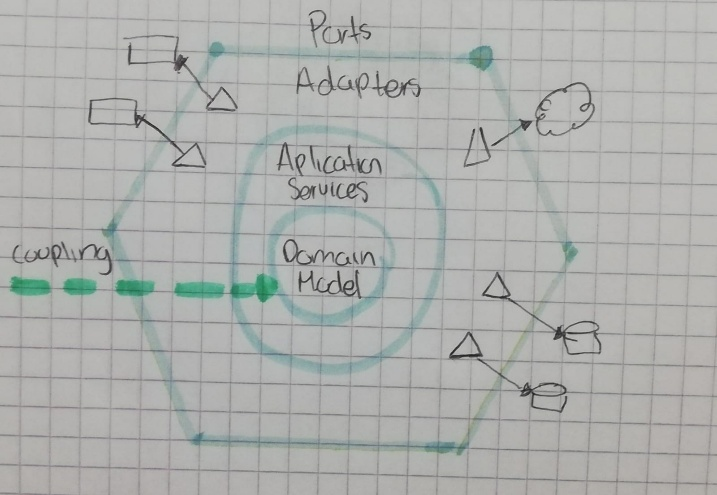 Ports
Adapters
Aplication
Services
coupling
Domain
Model